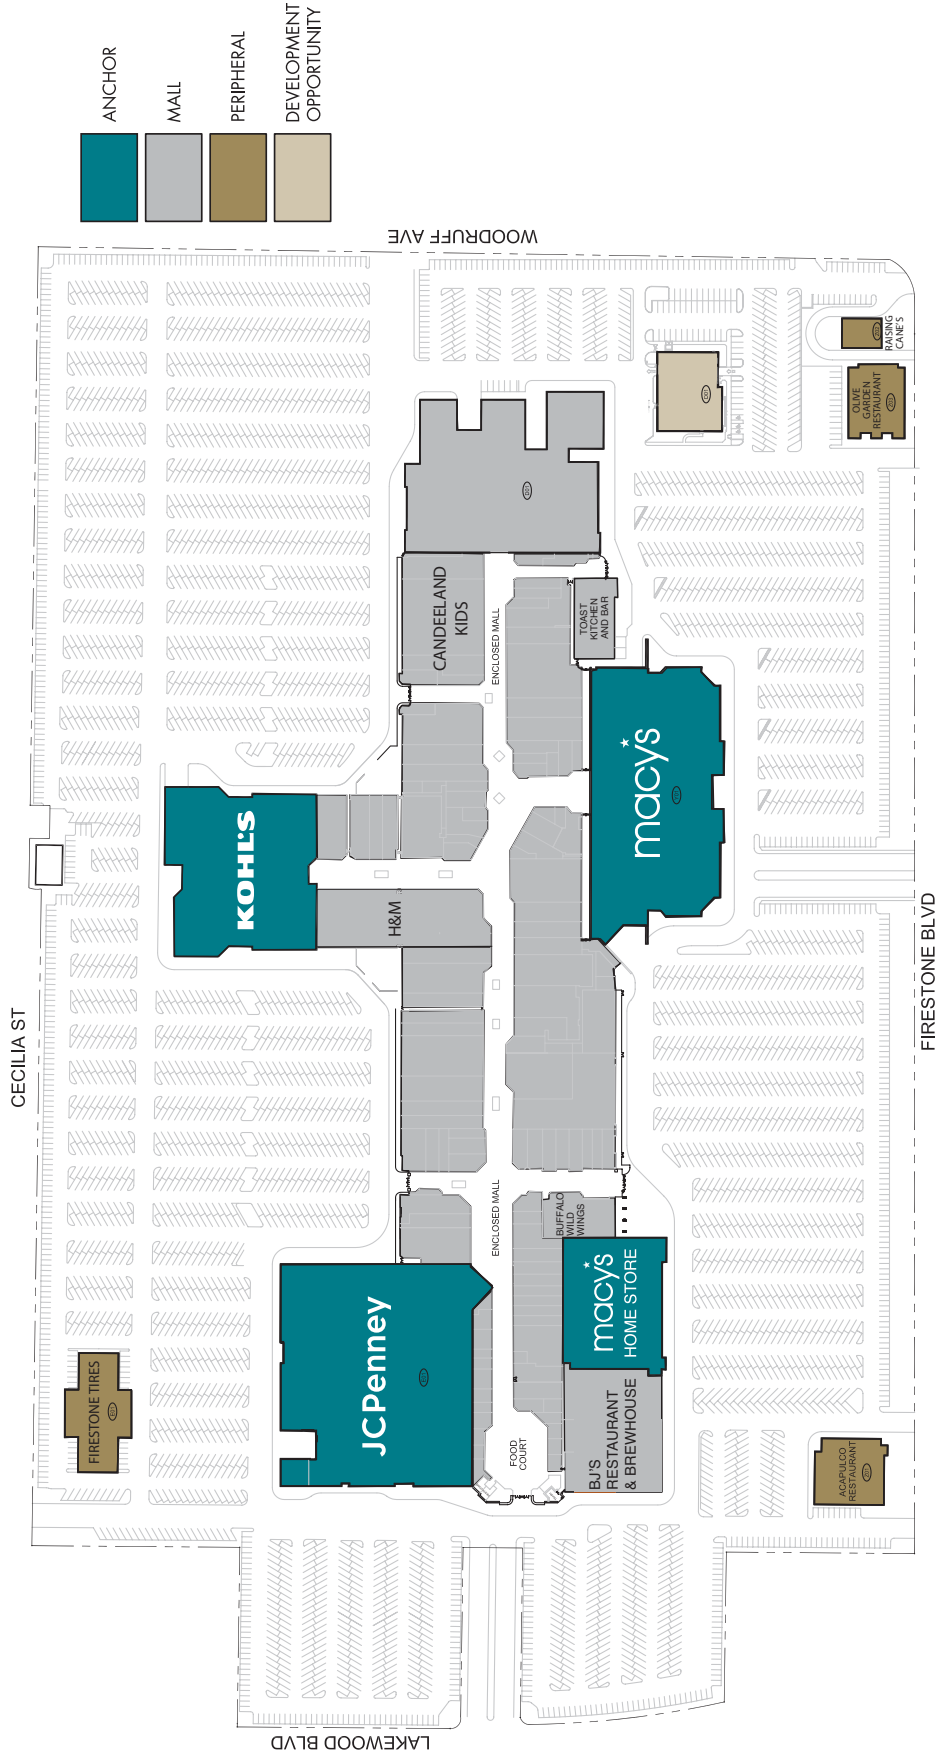 ANCHOR
MALL
PERIPHERAL
DEVELOPMENT
OPPORTUNITY
WOODRUFF AVE
CECILIA ST
FIRESTONE BLVD
LAKEWOOD BLVD
RAISING
CANE'S
OLIVE
GARDEN
RESTAURANT
CANDEELAND
KIDS
ENCLOSED MALL
TOAST
KITCHEN
AND BAR
macy's
KOHL'S
H&M
ENCLOSED MALL
BUFFALO
WILD
WINGS
macy's
HOME STORE
JCPenney
FOOD
COURT
BJ'S
RESTAURANT
& BREWHOUSE
FIRESTONE TIRES
ACAPULCO
RESTAURANT